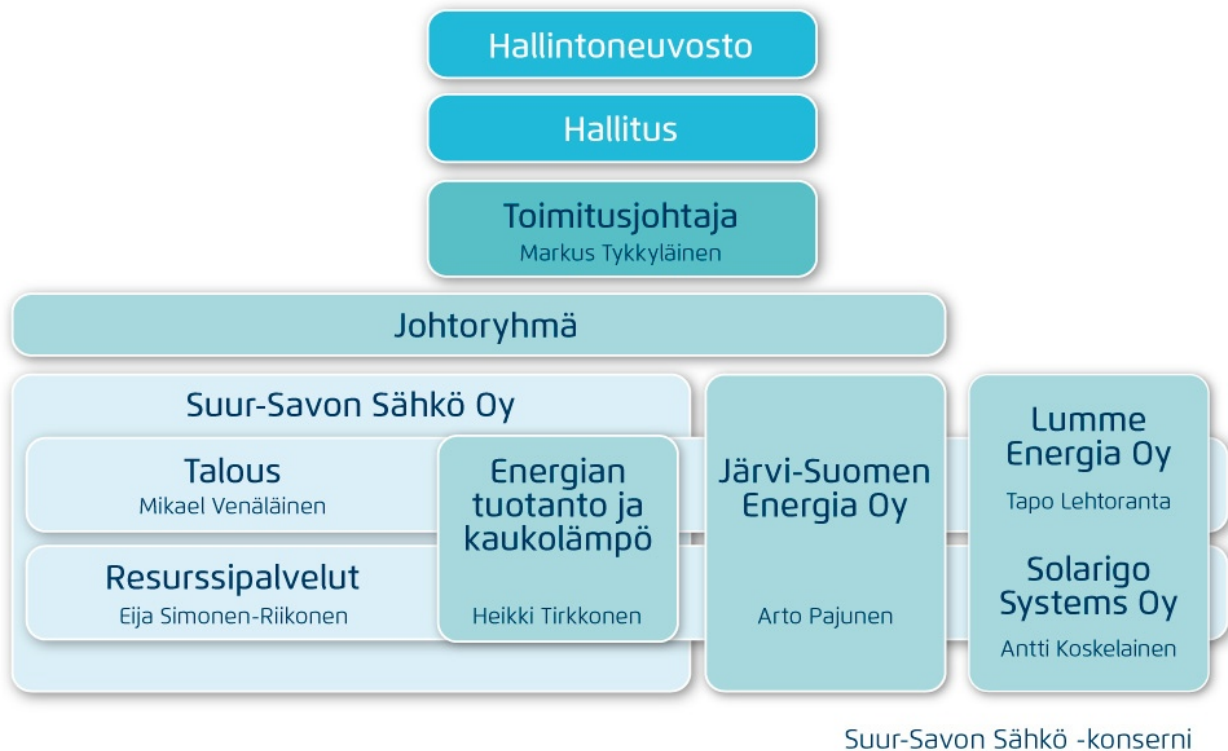 Hallintoneuvosto
Hallitus
Toimitusjohtaja
Markus Tykkyläinen
Johtoryhmä
Suur-Savon Sähkö Oy
Talous
Mikael Venäläinen
Resurssipalvelut
Eija Simonen-Riikonen
Energian
tuotanto ja
kaukolämpö
Heikki Tirkkonen
Järvi-Suomen
Energia Oy
Arto Pajunen
Lumme
Energia Oy
Tapo Lehtoranta
Solarigo
Systems Oy
Antti Koskelainen
Suur-Savon Sähkö -konserni